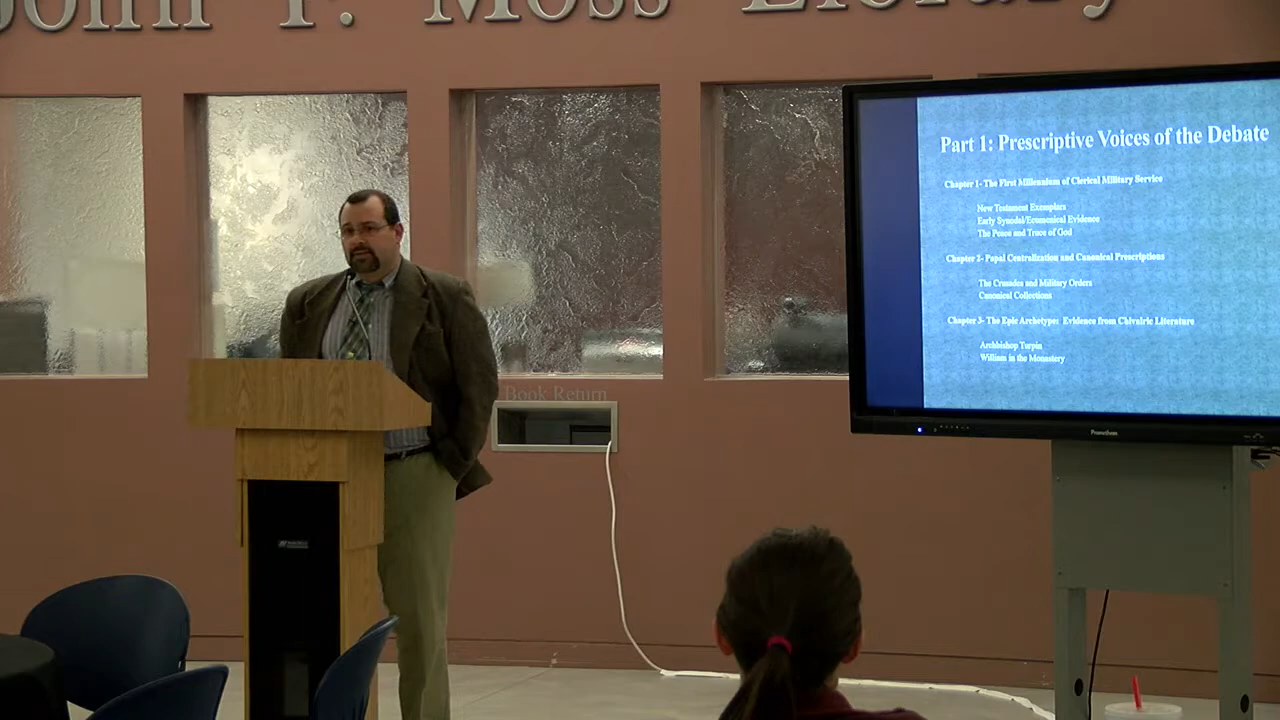 John F. Moss Library
Book Return
Part 1: Prescriptive Voices of the Debate
Chapter 1- The First Millennium of Clerical Military Service
New Testament Exemplars
Early Synodal/Ecumenical Evidence
The Peace and Truce of God
Chapter 2- Papal Centralization and Canonical Prescriptions
The Crusades and Military Orders
Canonical Collections
Chapter 3- The Epic Archetype: Evidence from Chivalric Literature
Archbishop Turpin
William in the Monastery
Promethean